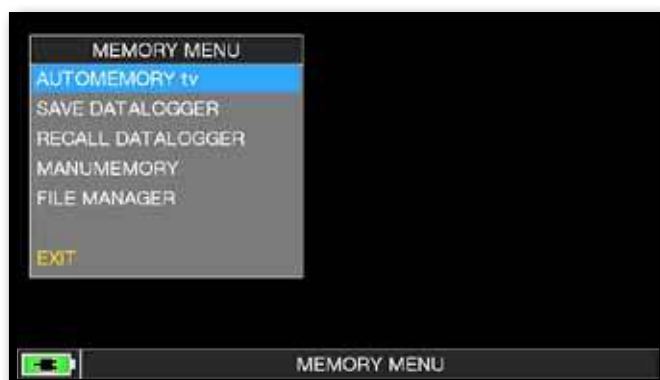 MEMORY MENU
AUTOMEMORY tv
SAVE DATALOGGER
RECALL DATALOGGER
MANUMEMORY
FILE MANAGER
EXIT
MEMORY MENU